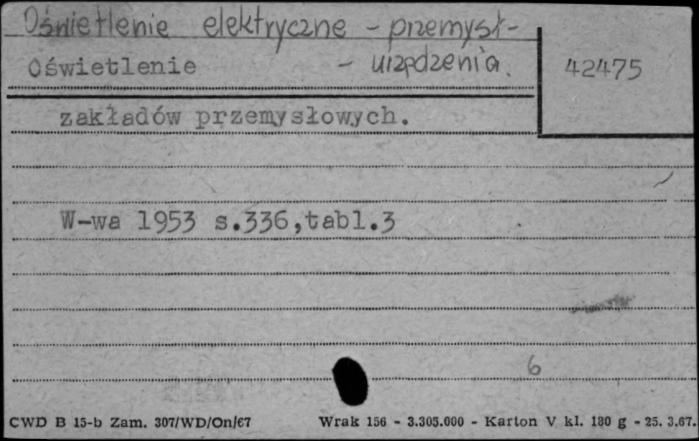 Oświetlenie elektryczne - przemysł -
Oświetlenie - urządzenia. 42475
zakładów przemysłowych.
W-wa 1953 s.336,tabl.3
6
CWD B 15-b Zam. 307/WD/On/67 Wrak 156 - 3.305.000 - Karton V kl. 180 g - 25. 3.67.